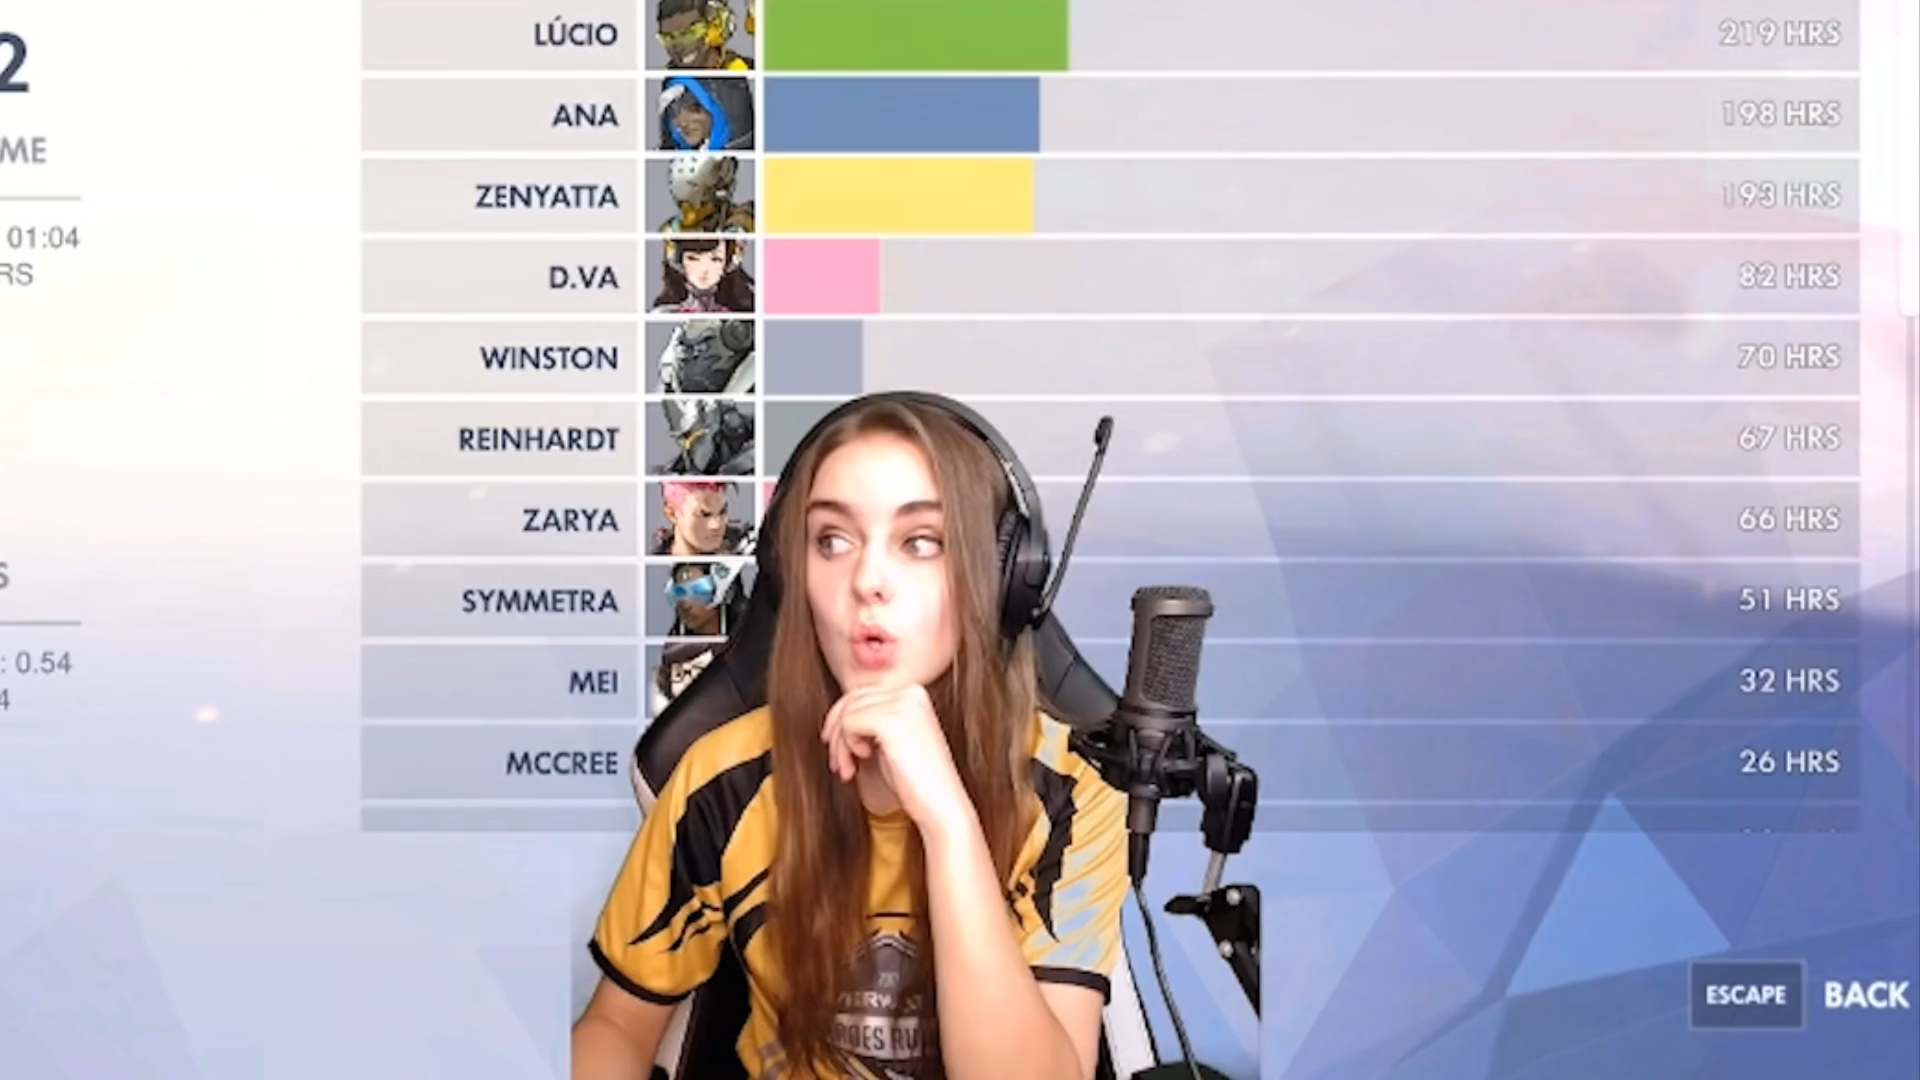 2
ME
01:04
RS
S
: 0.54
4
LÚCIO 219 HRS
ANA 198 HRS
ZENYATTA 193 HRS
D.VA 82 HRS
WINSTON 70 HRS
REINHARDT 67 HRS
ZARYA 66 HRS
SYMMETRA 51 HRS
MEI 32 HRS
MCCREE 26 HRS
ESCAPE BACK